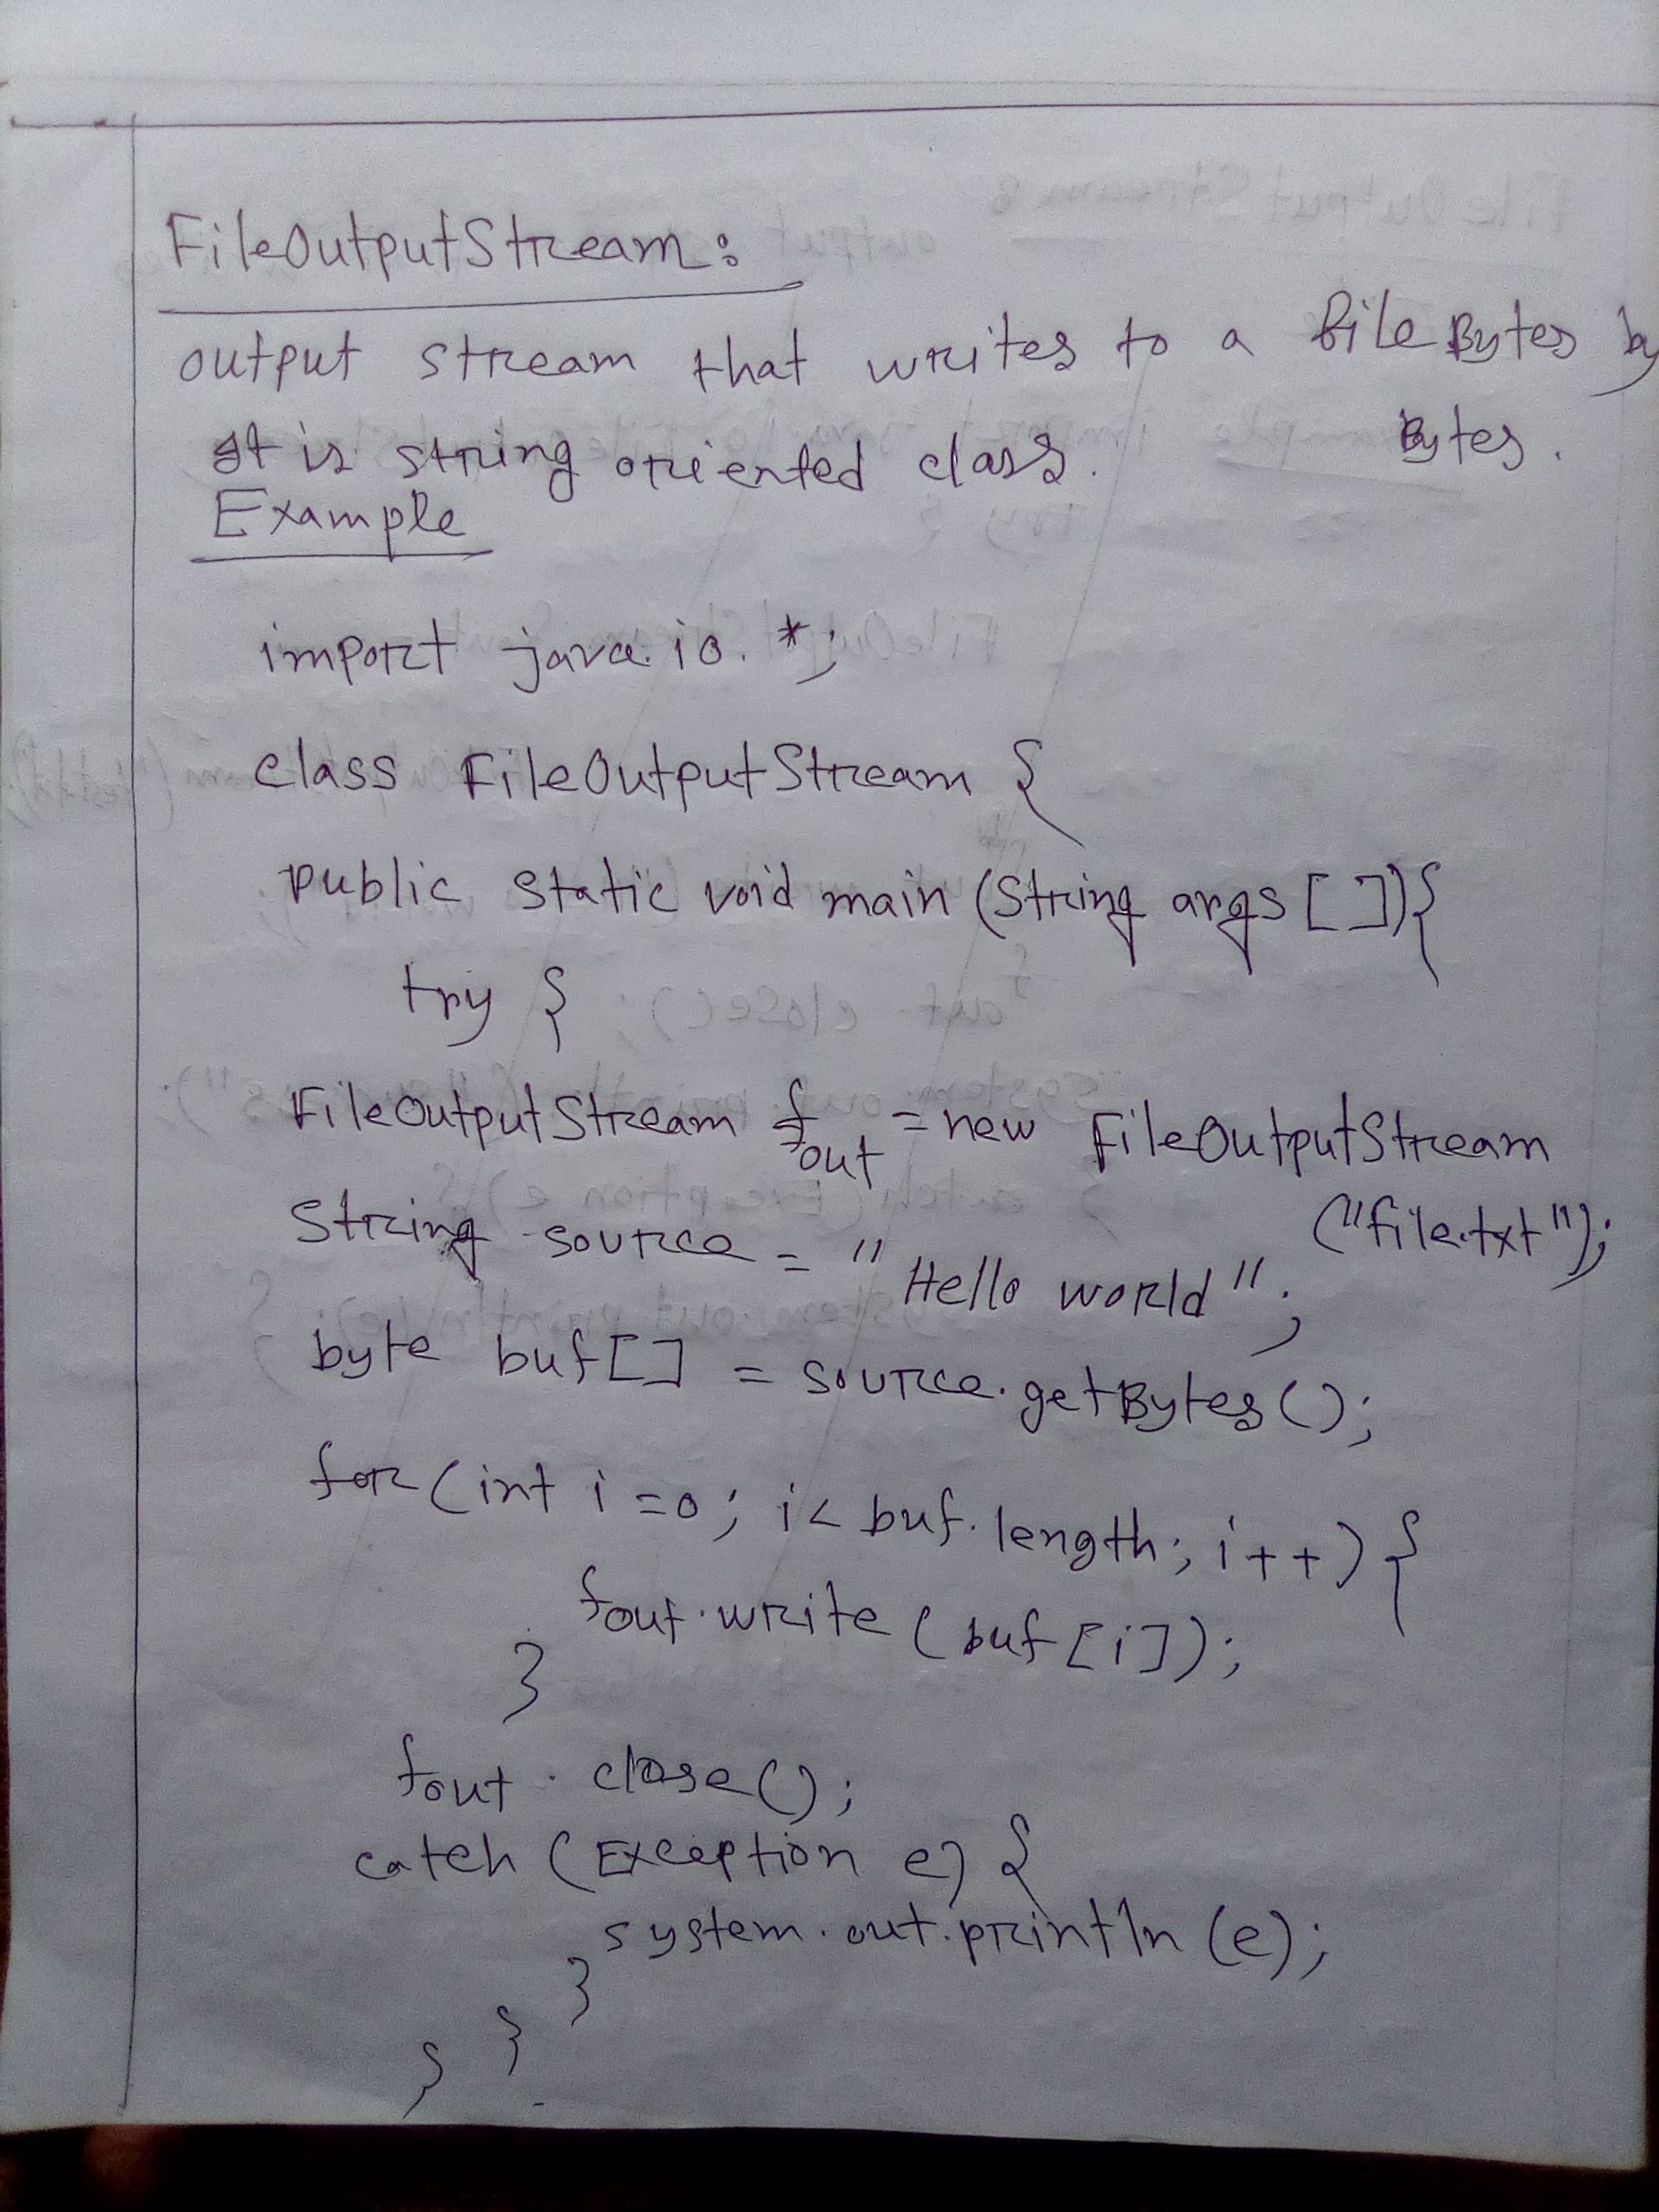 FileOutputStream:
output stream that writes to a file Bytes by
Bytes.
It is string oriented class.
Example
import java.io.*;
class FileOutputStream {
public static void main (String args []){
try {
FileOutputStream fout = new FileOutputStream
("file.txt");
String source = "Hello world";
byte buf[] = source.getBytes();
for (int i=0; i< buf.length; i++) {
fout.write (buf [i]);
}
fout.close();
catch (Exception e) {
system.out.println (e);
}
}
}